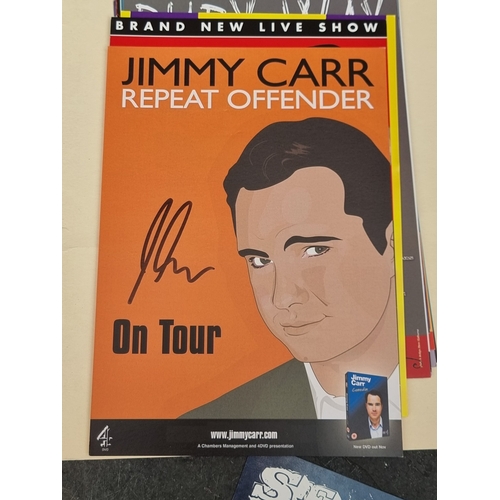 BRAND NEW LIVE SHOW
JIMMY CARR
REPEAT OFFENDER
On Tour
Jimmy
Carr
New DVD out Now
www.jimmycarr.com
A Chambers Management and 4DVD presentation
4